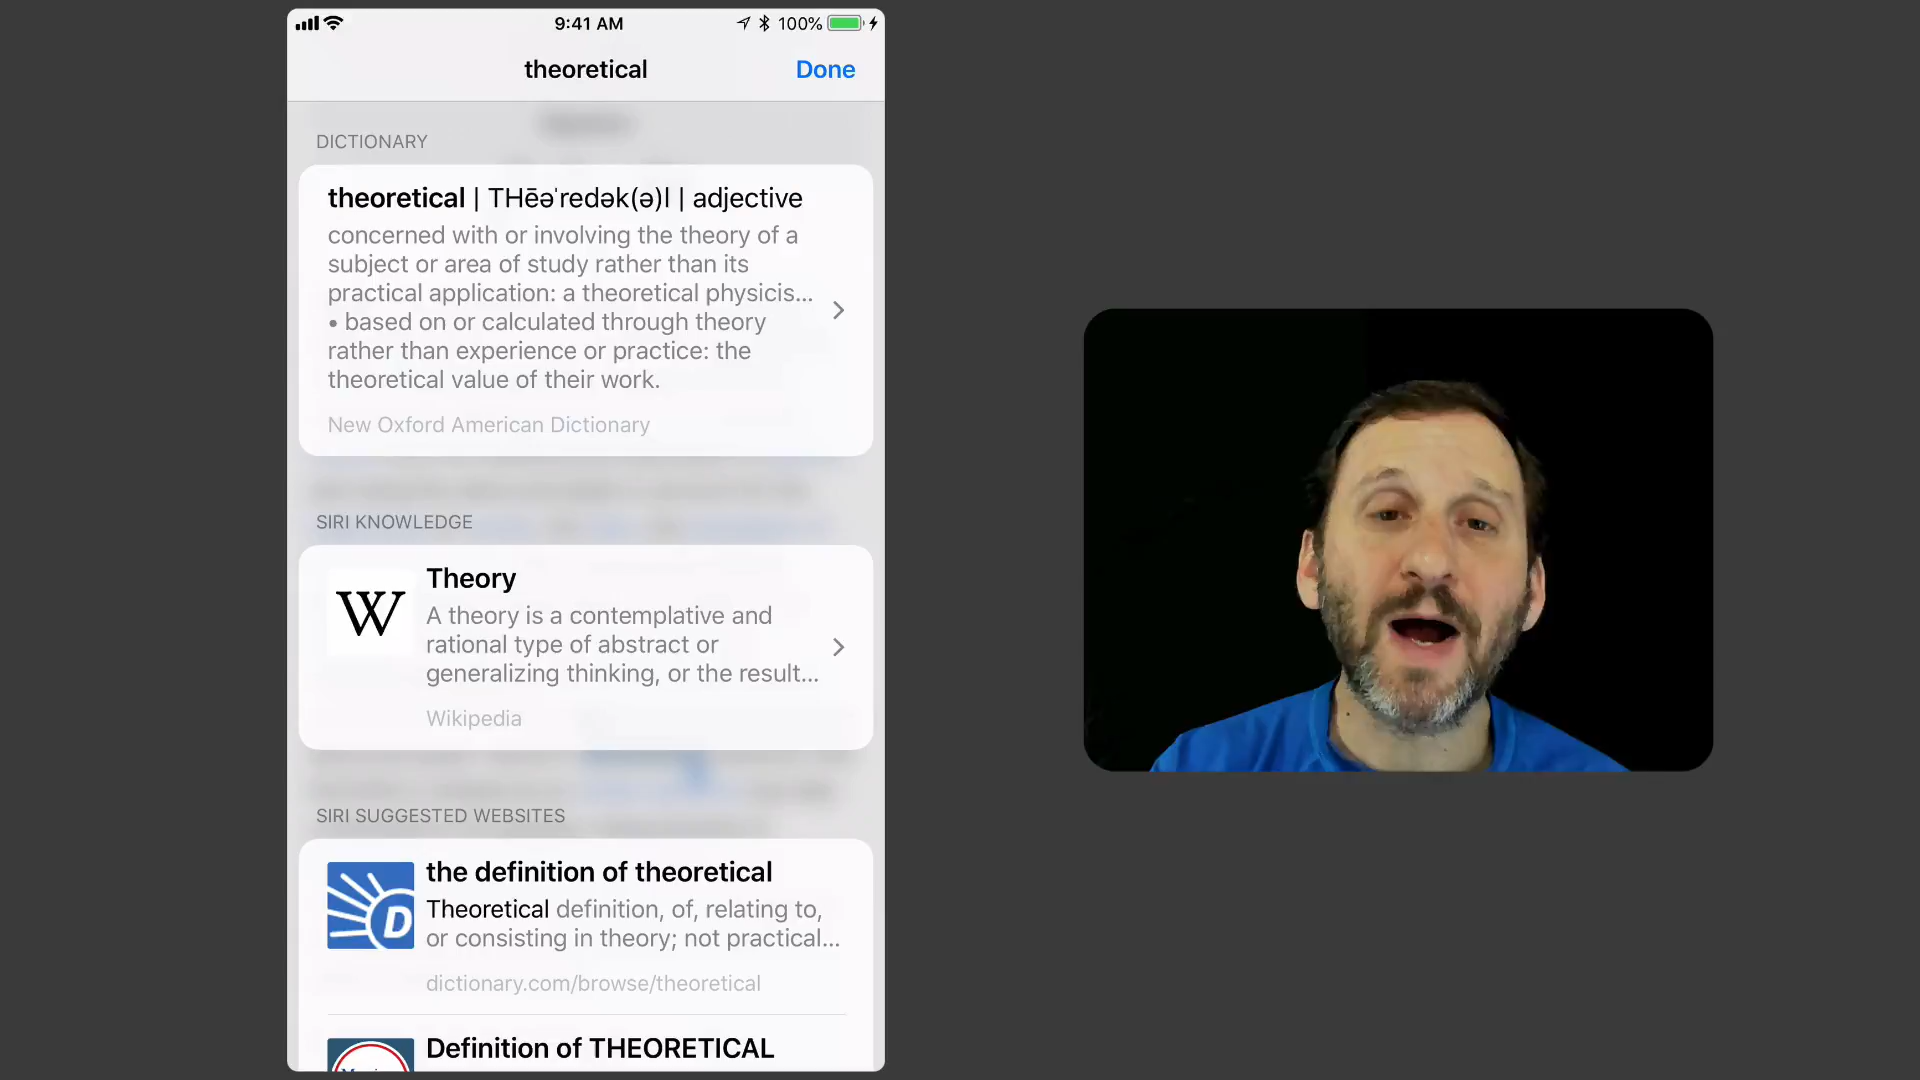 9:41 AM
100%
theoretical
Done
DICTIONARY
theoretical | THēəˈredək(ə)l | adjective
concerned with or involving the theory of a
subject or area of study rather than its
practical application: a theoretical physicis...
• based on or calculated through theory
rather than experience or practice: the
theoretical value of their work.
New Oxford American Dictionary
SIRI KNOWLEDGE
W
Theory
A theory is a contemplative and
rational type of abstract or
generalizing thinking, or the result...
Wikipedia
SIRI SUGGESTED WEBSITES
D
the definition of theoretical
Theoretical definition, of, relating to,
or consisting in theory; not practical...
dictionary.com/browse/theoretical
Definition of THEORETICAL